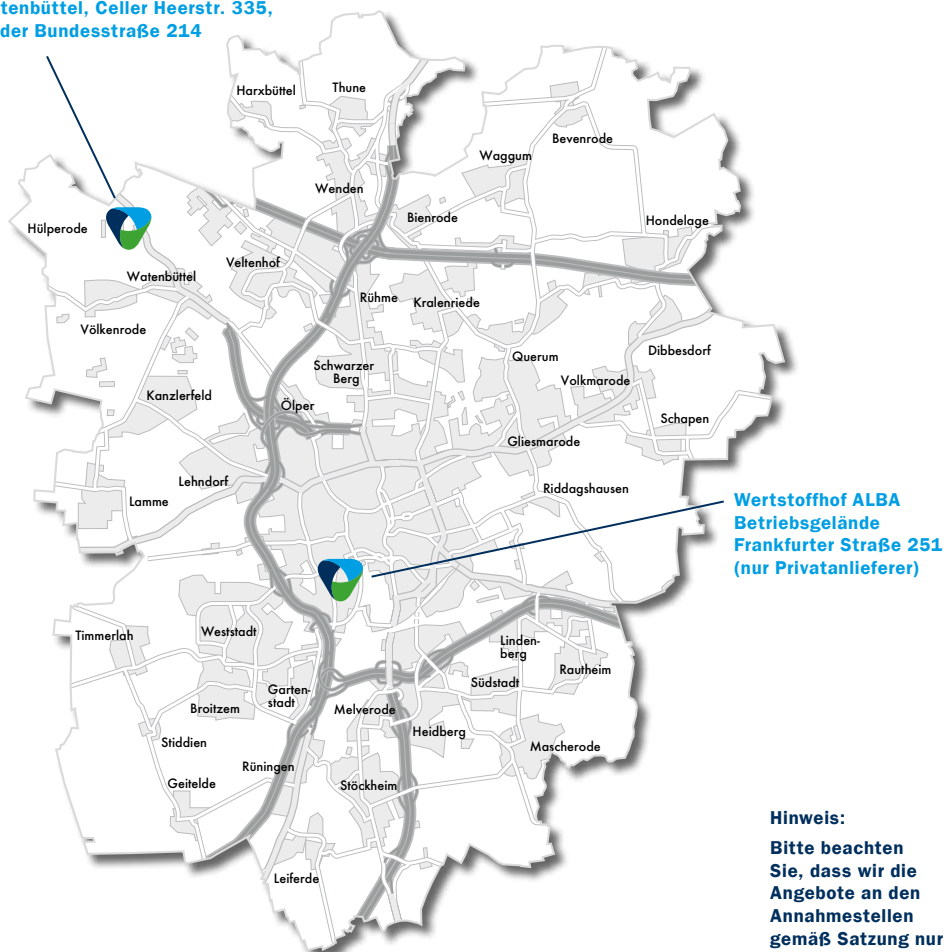 tenbüttel, Celler Heerstr. 335,
der Bundesstraße 214
Harxbüttel
Thune
Bevenrode
Waggum
Wenden
Bienrode
Hondelage
Hülperode
Veltenhof
Watenbüttel
Rühme
Kralenriede
Völkenrode
Dibbesdorf
Querum
Schwarzer
Berg
Volkmarode
Kanzlerfeld
Ölper
Schapen
Gliesmarode
Lehndorf
Riddagshausen
Lamme
Wertstoffhof ALBA
Betriebsgelände
Frankfurter Straße 251
(nur Privatanlieferer)
Timmerlah
Weststadt
Linden-
berg
Rautheim
Südstadt
Garten-
stadt
Broitzem
Melverode
Heidberg
Stiddien
Mascherode
Rüningen
Geitelde
Stöckheim
Leiferde
Hinweis:
Bitte beachten
Sie, dass wir die
Angebote an den
Annahmestellen
gemäß Satzung nur